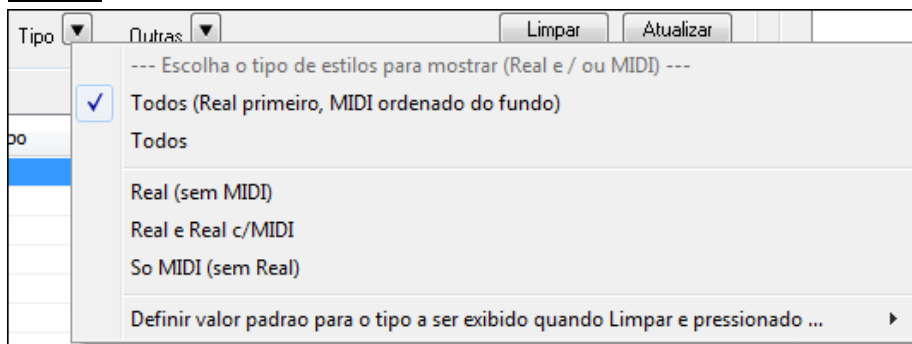 Tipo Outras Limpar Atualizar
--- Escolha o tipo de estilos para mostrar (Real e / ou MIDI) ---
Todos (Real primeiro, MIDI ordenado do fundo)
po
Todos
Real (sem MIDI)
Real e Real c/MIDI
So MIDI (sem Real)
Definir valor padrao para o tipo a ser exibido quando Limpar e pressionado ...